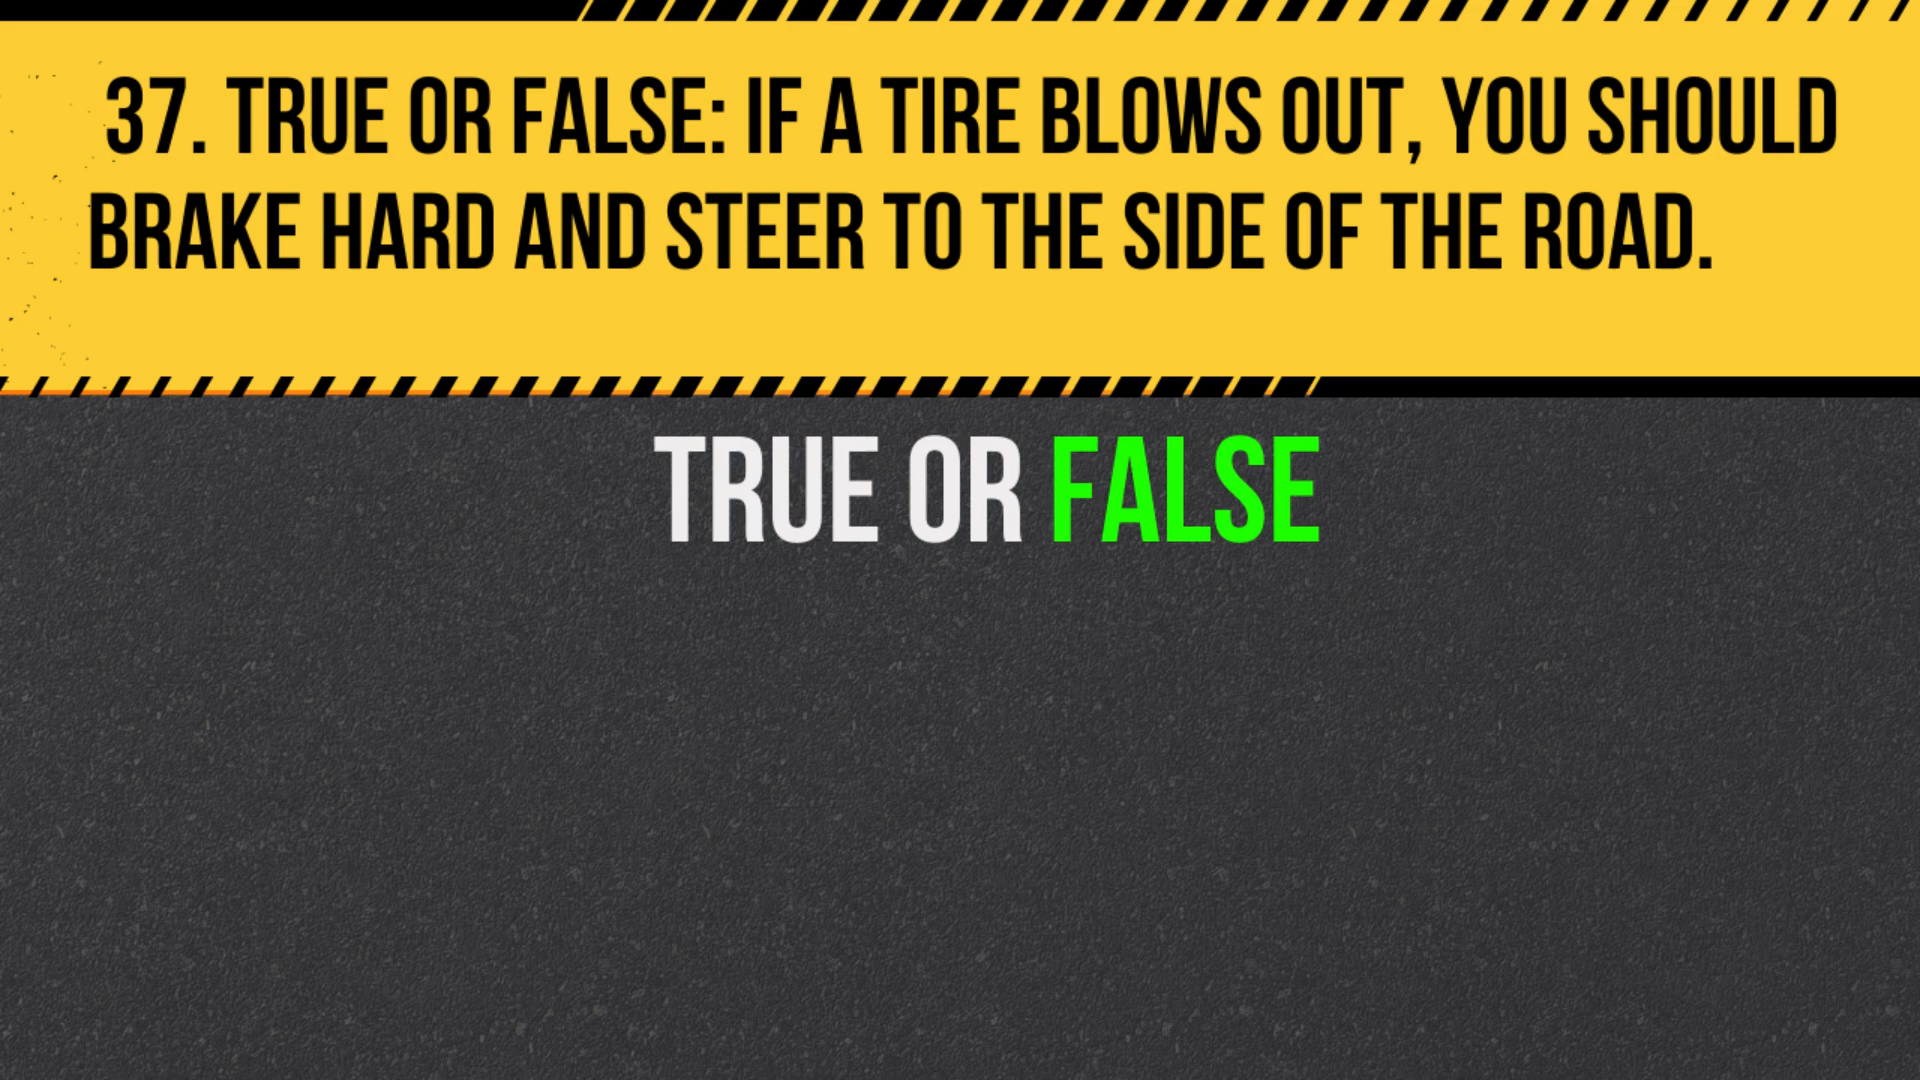 37. TRUE OR FALSE: IF A TIRE BLOWS OUT, YOU SHOULD
BRAKE HARD AND STEER TO THE SIDE OF THE ROAD.
TRUE OR FALSE